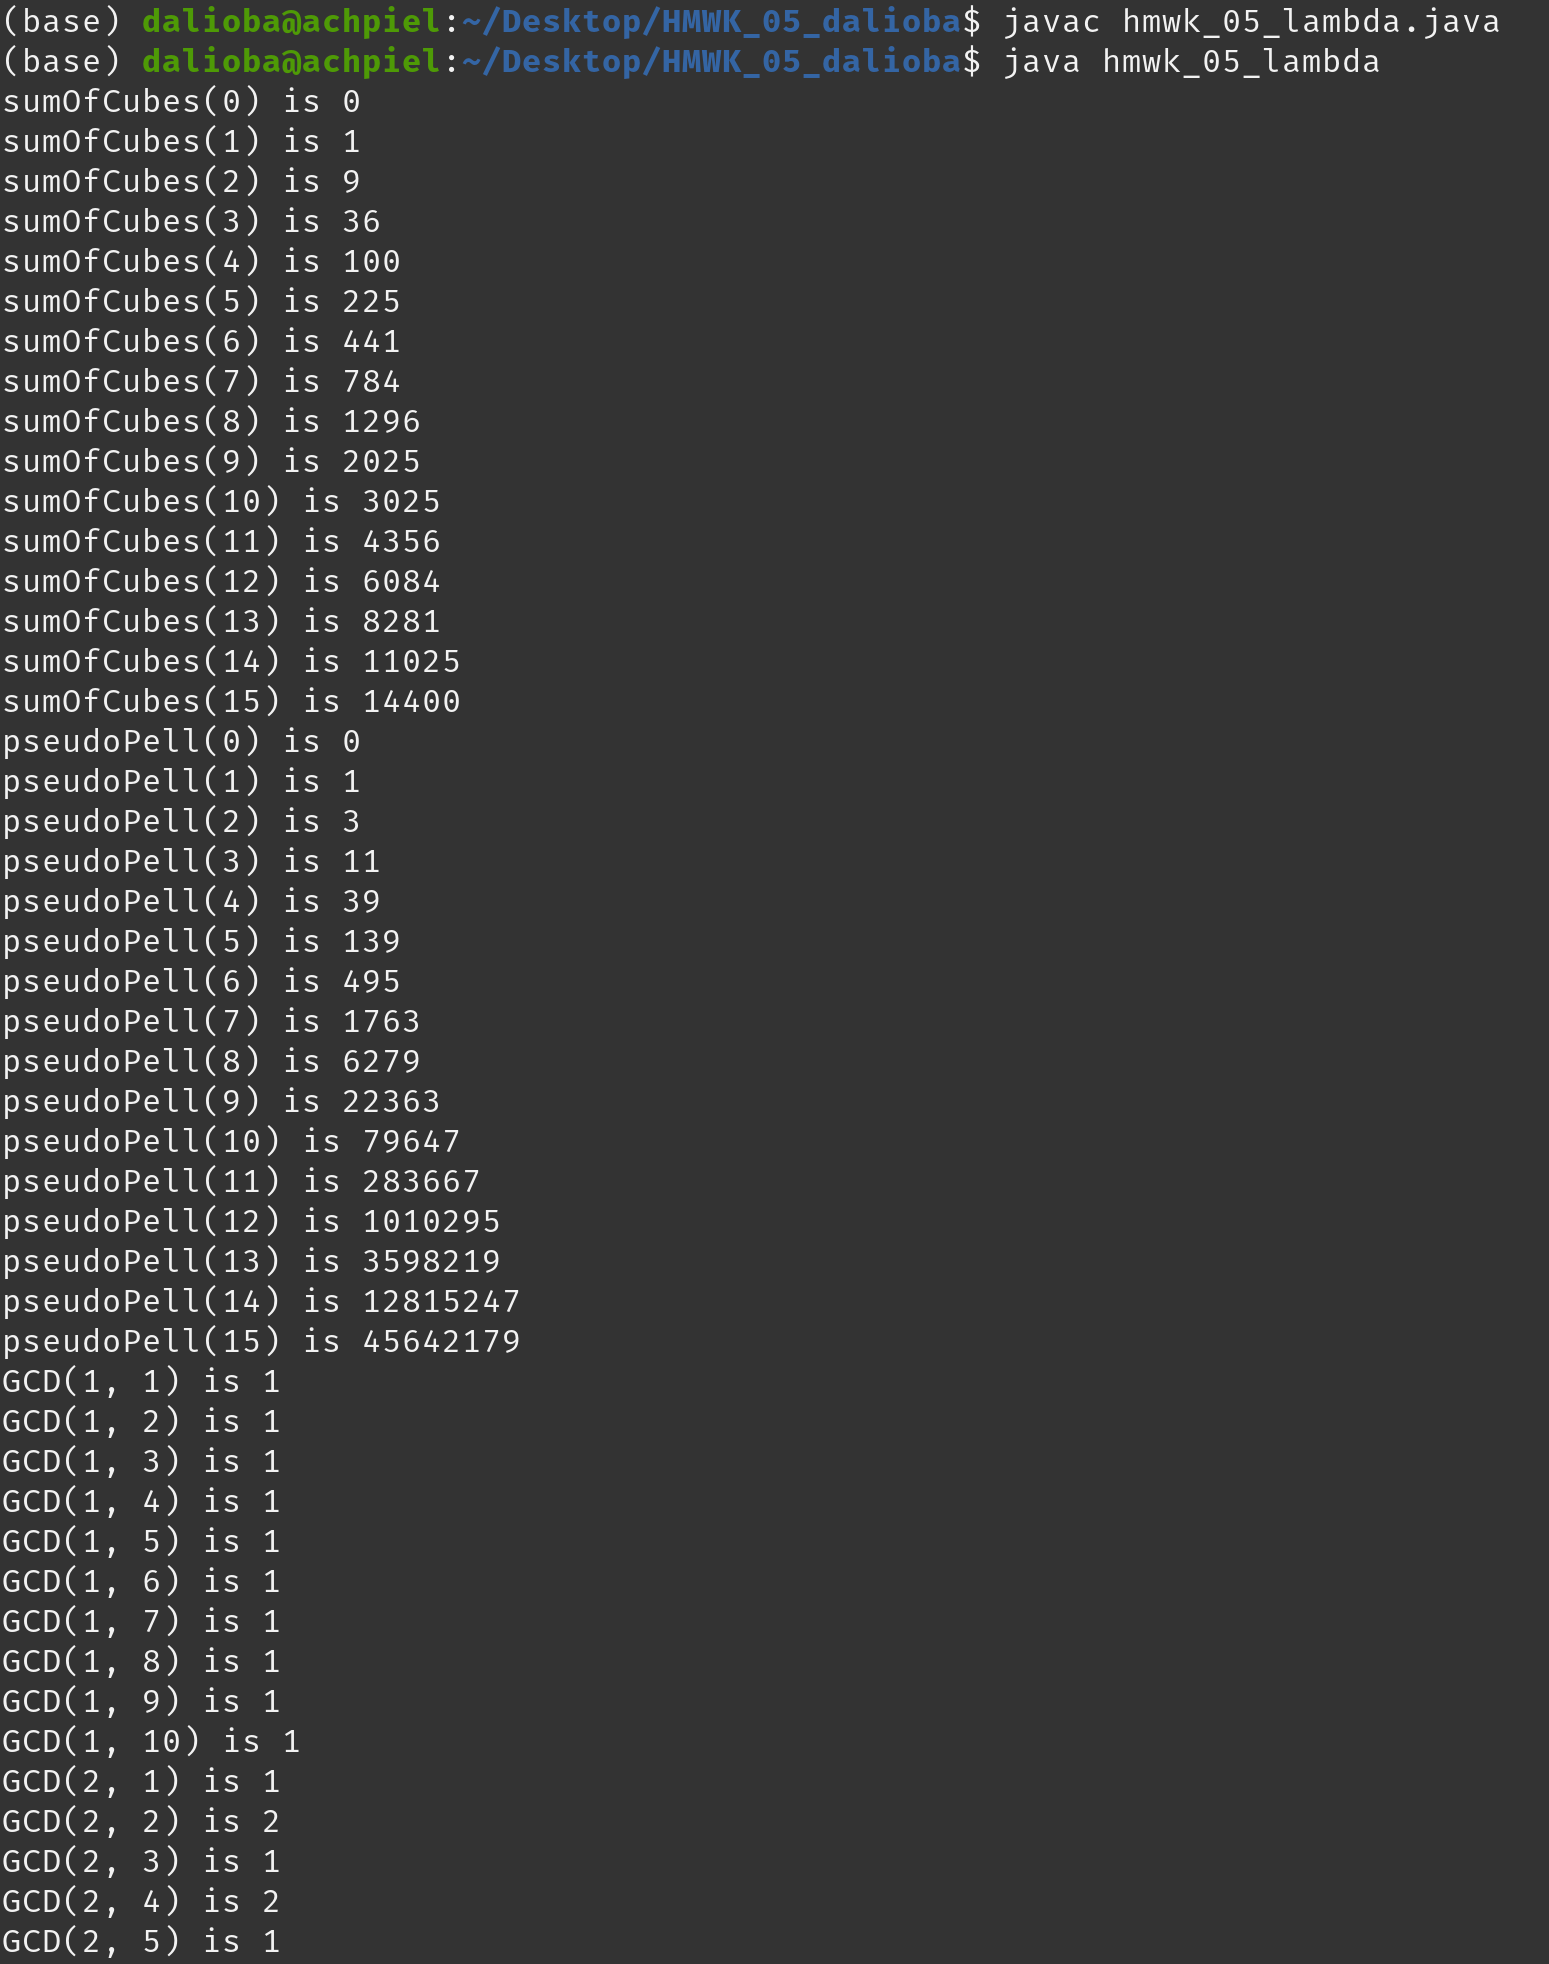 (base) dalioba@achpiel:~/Desktop/HMWK_05_dalioba$ javac hmwk_05_lambda.java
(base) dalioba@achpiel:~/Desktop/HMWK_05_dalioba$ java hmwk_05_lambda
sumOfCubes(0) is 0
sumOfCubes(1) is 1
sumOfCubes(2) is 9
sumOfCubes(3) is 36
sumOfCubes(4) is 100
sumOfCubes(5) is 225
sumOfCubes(6) is 441
sumOfCubes(7) is 784
sumOfCubes(8) is 1296
sumOfCubes(9) is 2025
sumOfCubes(10) is 3025
sumOfCubes(11) is 4356
sumOfCubes(12) is 6084
sumOfCubes(13) is 8281
sumOfCubes(14) is 11025
sumOfCubes(15) is 14400
pseudoPell(0) is 0
pseudoPell(1) is 1
pseudoPell(2) is 3
pseudoPell(3) is 11
pseudoPell(4) is 39
pseudoPell(5) is 139
pseudoPell(6) is 495
pseudoPell(7) is 1763
pseudoPell(8) is 6279
pseudoPell(9) is 22363
pseudoPell(10) is 79647
pseudoPell(11) is 283667
pseudoPell(12) is 1010295
pseudoPell(13) is 3598219
pseudoPell(14) is 12815247
pseudoPell(15) is 45642179
GCD(1, 1) is 1
GCD(1, 2) is 1
GCD(1, 3) is 1
GCD(1, 4) is 1
GCD(1, 5) is 1
GCD(1, 6) is 1
GCD(1, 7) is 1
GCD(1, 8) is 1
GCD(1, 9) is 1
GCD(1, 10) is 1
GCD(2, 1) is 1
GCD(2, 2) is 2
GCD(2, 3) is 1
GCD(2, 4) is 2
GCD(2, 5) is 1